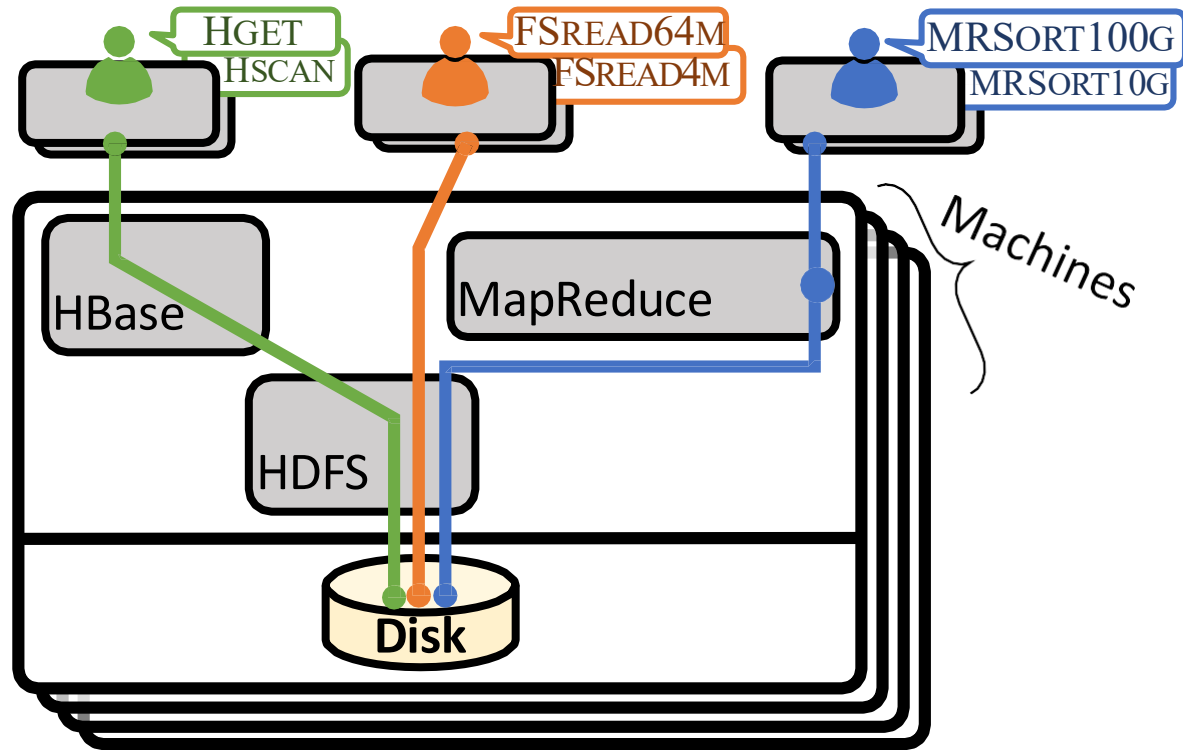 HGET
HSCAN
FSREAD64M
FSREAD4M
MRSORT100G
MRSORT10G
Machines
HBase
MapReduce
HDFS
Disk